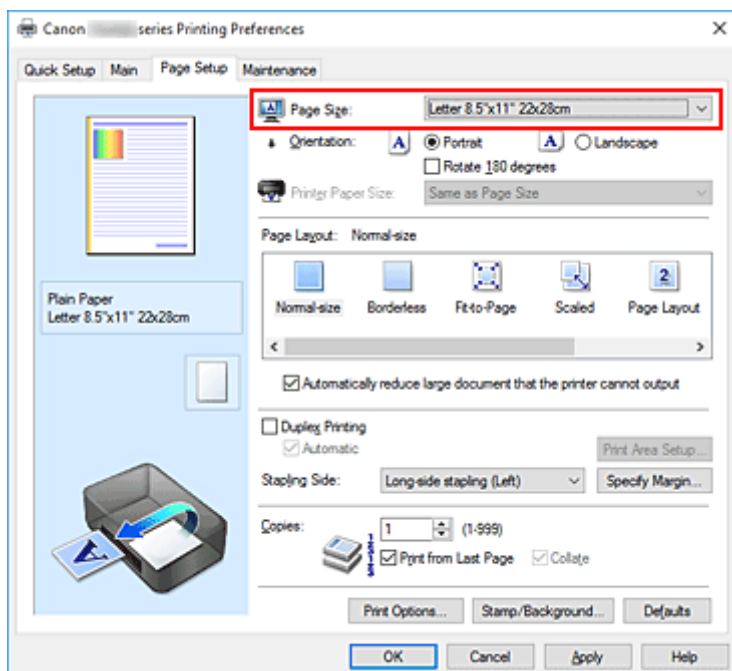 Canon series Printing Preferences
Quick Setup Main Page Setup Maintenance
Page Size: Letter 8.5"x11" 22x28cm
Orientation: A Portrait A Landscape
Rotate 180 degrees
Printer Paper Size: Same as Page Size
Page Layout: Normal-size
2
Normal-size Borderless Fit-to-Page Scaled Page Layout
Plain Paper
Letter 8.5"x11" 22x28cm
Automatically reduce large document that the printer cannot output
Duplex Printing
Automatic
Print Area Setup...
Stapling Side: Long-side stapling (Left) Specify Margin...
Copies: 1 (1-999)
Print from Last Page Collate
A
Print Options... Stamp/Background... Defaults
OK Cancel Apply Help